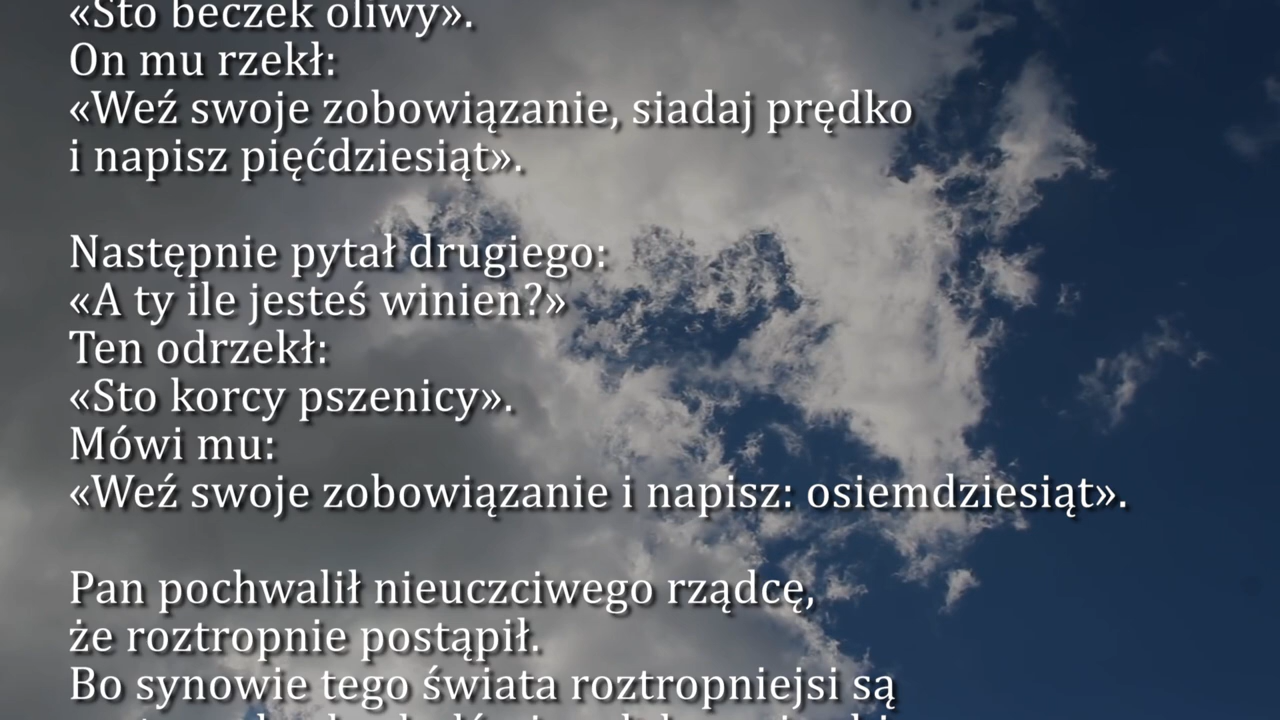 «Sto beczek oliwy».
On mu rzekł:
«Weź swoje zobowiązanie, siadaj prędko
i napisz pięćdziesiąt».
Następnie pytał drugiego:
«A ty ile jesteś winien?»
Ten odrzekł:
«Sto korcy pszenicy».
Mówi mu:
«Weź swoje zobowiązanie i napisz: osiemdziesiąt».
Pan pochwalił nieuczciwego rządcę,
że roztropnie postąpił.
Bo synowie tego świata roztropniejsi są